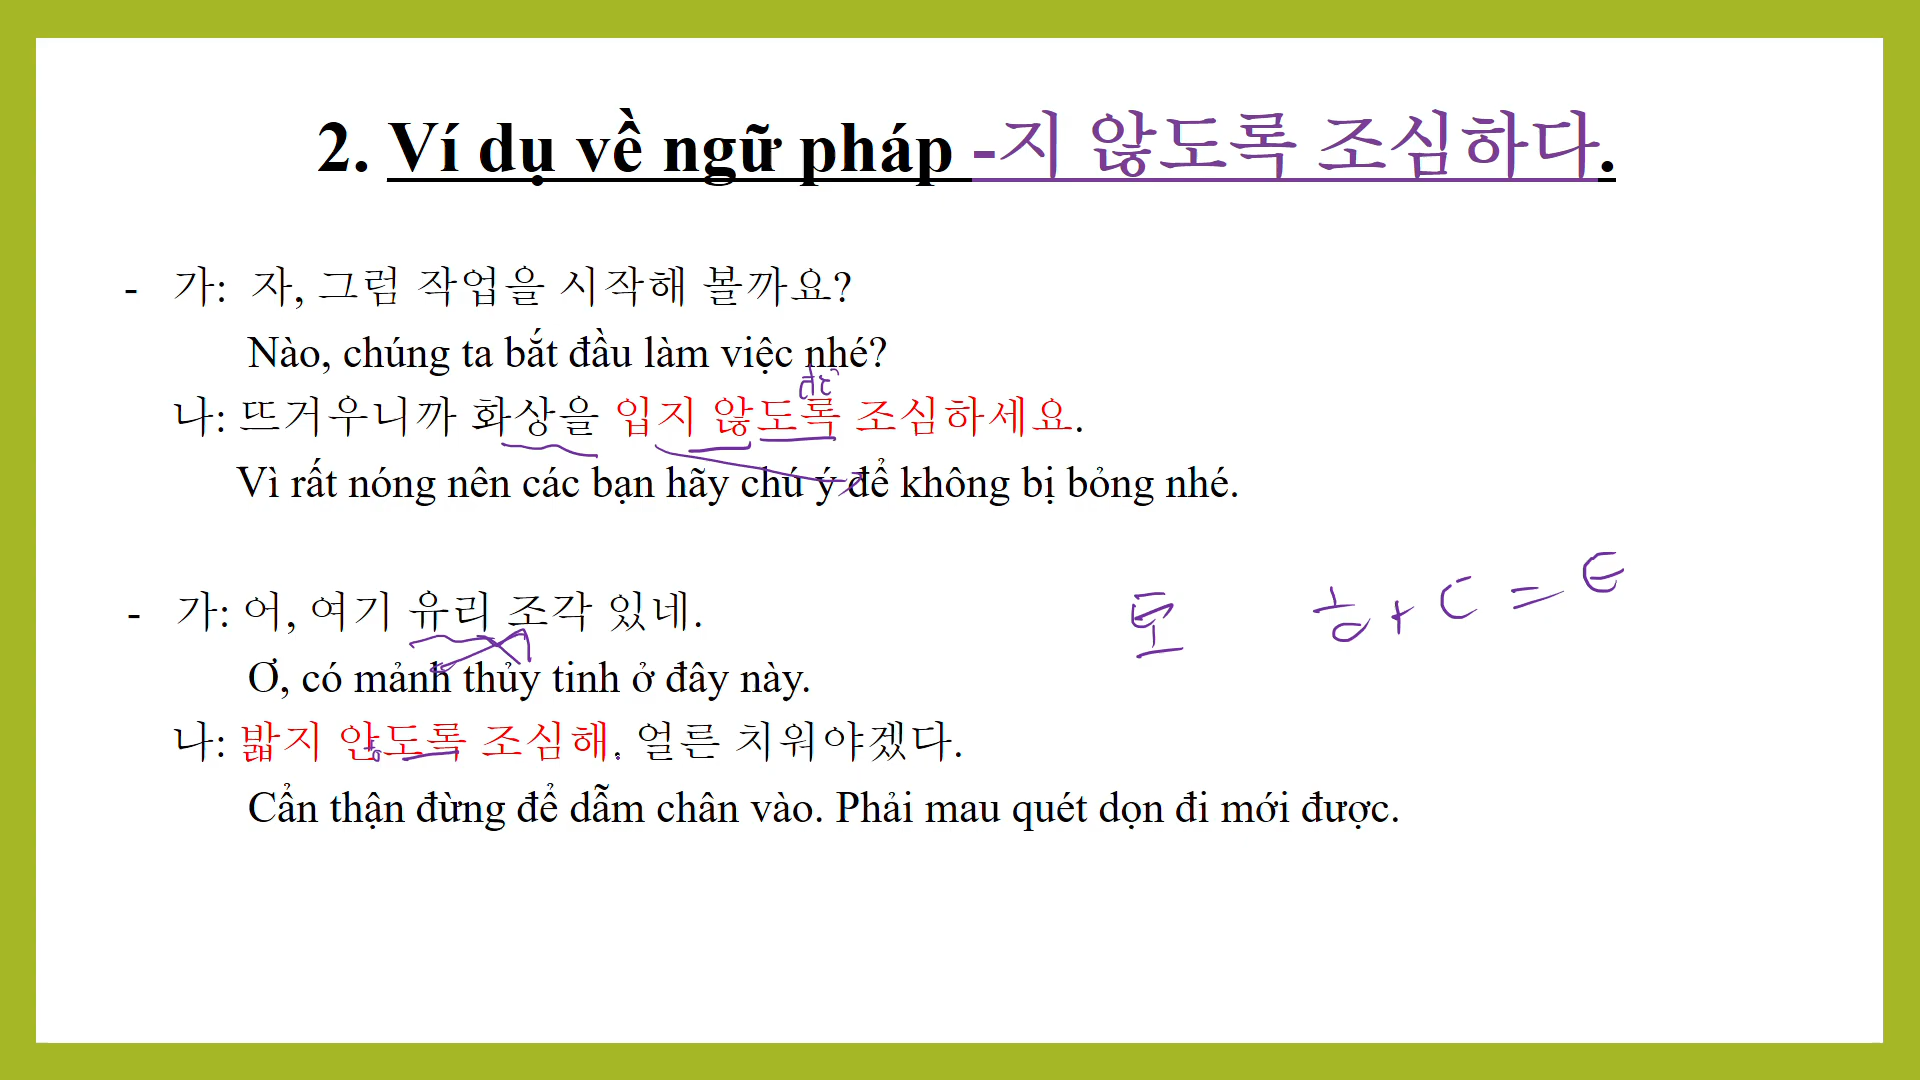 2. Ví dụ về ngữ pháp -지 않도록 조심하다.
- 가: 자, 그럼 작업을 시작해 볼까요?
Nào, chúng ta bắt đầu làm việc nhé?
나: 뜨거우니까 화상을 입지 않도록 조심하세요.
Vì rất nóng nên các bạn hãy chú ý để không bị bỏng nhé.
토 ㅎ+ㄷ=ㅌ
- 가: 어, 여기 유리 조각 있네.
Ơ, có mảnh thủy tinh ở đây này.
나: 밟지 안도록 조심해. 얼른 치워야겠다.
Cẩn thận đừng để dẫm chân vào. Phải mau quét dọn đi mới được.